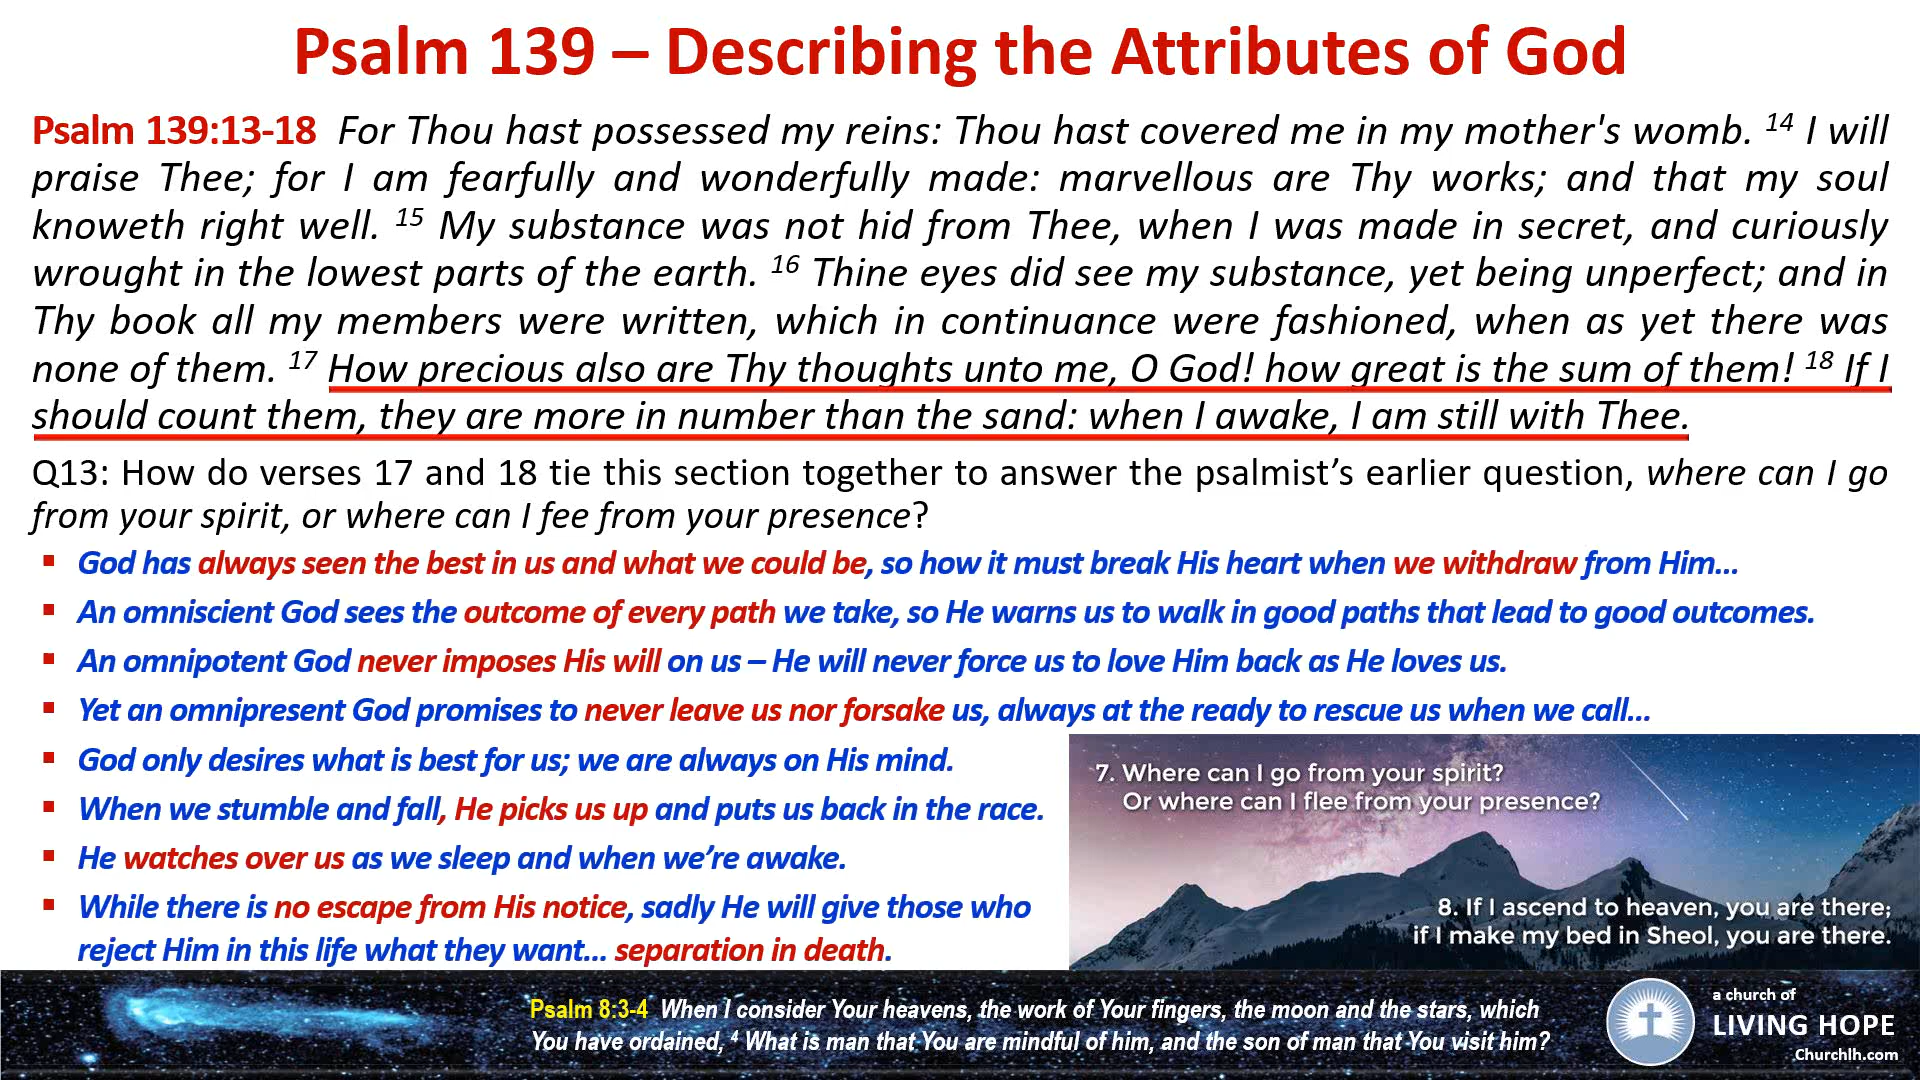 Psalm 139 – Describing the Attributes of God
Psalm 139:13-18 For Thou hast possessed my reins: Thou hast covered me in my mother's womb. 14 I will
praise Thee; for I am fearfully and wonderfully made: marvellous are Thy works; and that my soul
knoweth right well. 15 My substance was not hid from Thee, when I was made in secret, and curiously
wrought in the lowest parts of the earth. 16 Thine eyes did see my substance, yet being unperfect; and in
Thy book all my members were written, which in continuance were fashioned, when as yet there was
none of them. 17 How precious also are Thy thoughts unto me, O God! how great is the sum of them! 18 If I
should count them, they are more in number than the sand: when I awake, I am still with Thee.
Q13: How do verses 17 and 18 tie this section together to answer the psalmist’s earlier question, where can I go
from your spirit, or where can I fee from your presence?
▪ God has always seen the best in us and what we could be, so how it must break His heart when we withdraw from Him...
▪ An omniscient God sees the outcome of every path we take, so He warns us to walk in good paths that lead to good outcomes.
▪ An omnipotent God never imposes His will on us – He will never force us to love Him back as He loves us.
▪ Yet an omnipresent God promises to never leave us nor forsake us, always at the ready to rescue us when we call...
▪ God only desires what is best for us; we are always on His mind.
▪ When we stumble and fall, He picks us up and puts us back in the race.
▪ He watches over us as we sleep and when we’re awake.
▪ While there is no escape from His notice, sadly He will give those who
reject Him in this life what they want... separation in death.
7. Where can I go from your spirit?
Or where can I flee from your presence?
8. If I ascend to heaven, you are there;
if I make my bed in Sheol, you are there.
Psalm 8:3-4 When I consider Your heavens, the work of Your fingers, the moon and the stars, which
You have ordained, 4 What is man that You are mindful of him, and the son of man that You visit him?
a church of
LIVING HOPE
Churchlh.com